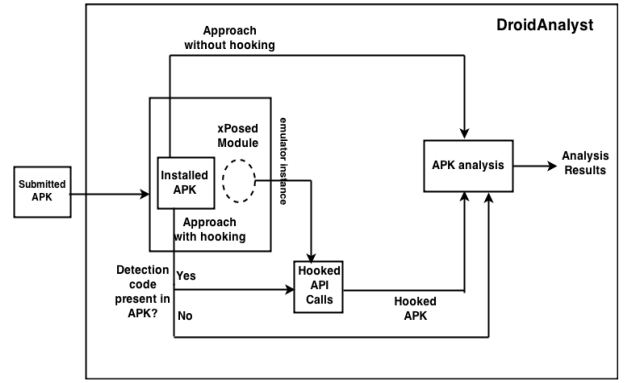 DroidAnalyst
Approach
without hooking
xPosed
Module
emulator instance
Submitted
APK
Installed
APK
APK analysis
Analysis
Results
Approach
with hooking
Detection
code
present in
APK?
Yes
No
Hooked
API
Calls
Hooked
APK